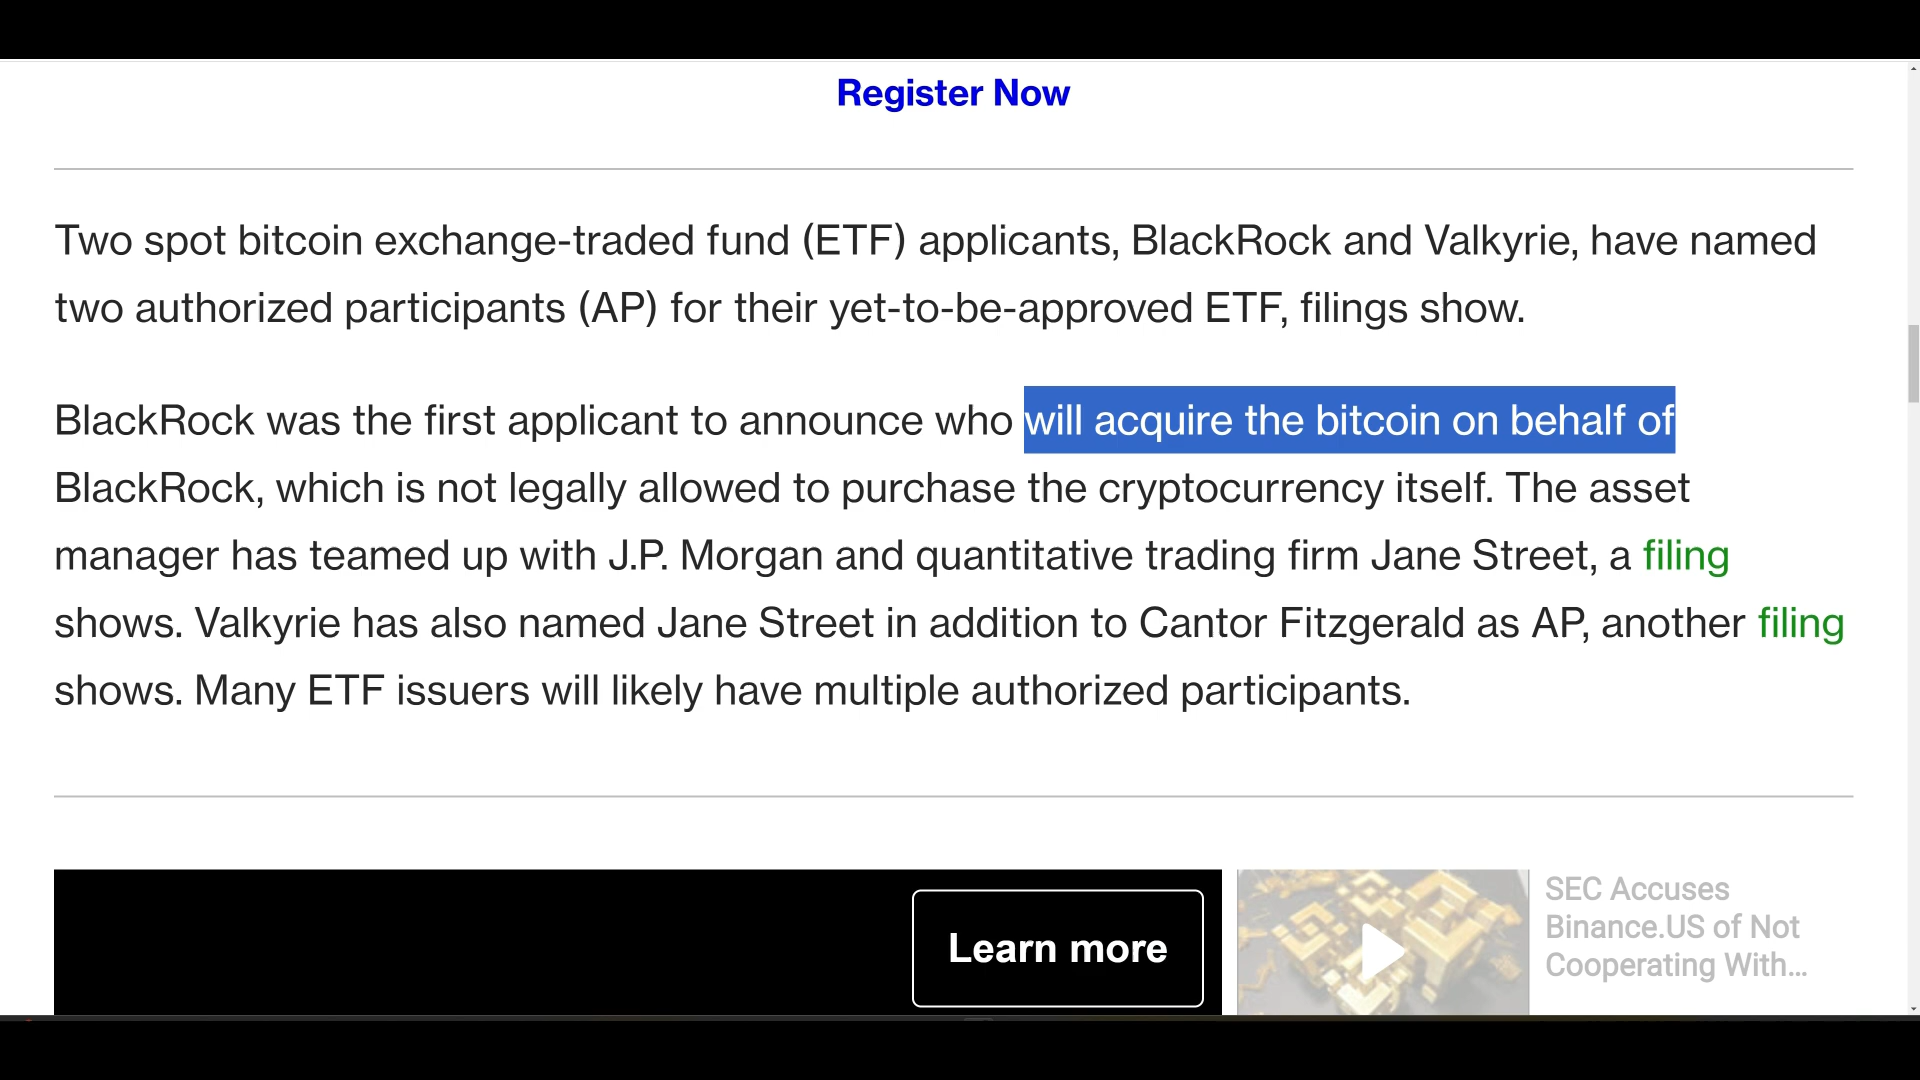 Register Now
Two spot bitcoin exchange-traded fund (ETF) applicants, BlackRock and Valkyrie, have named
two authorized participants (AP) for their yet-to-be-approved ETF, filings show.
BlackRock was the first applicant to announce who will acquire the bitcoin on behalf of
BlackRock, which is not legally allowed to purchase the cryptocurrency itself. The asset
manager has teamed up with J.P. Morgan and quantitative trading firm Jane Street, a filing
shows. Valkyrie has also named Jane Street in addition to Cantor Fitzgerald as AP, another filing
shows. Many ETF issuers will likely have multiple authorized participants.
Learn more
SEC Accuses
Binance.US of Not
Cooperating With...